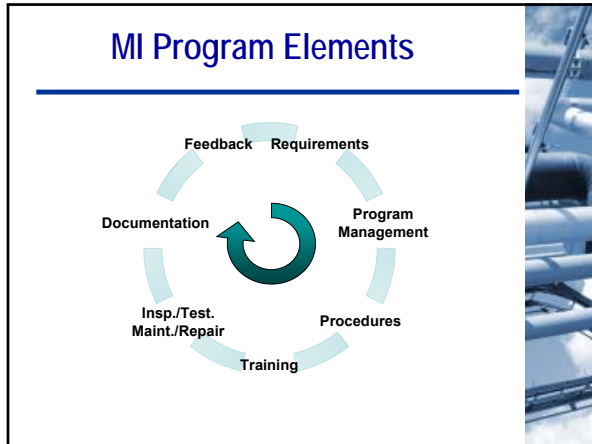 MI Program Elements
Feedback
Requirements
Program
Management
Procedures
Training
Insp./Test.
Maint./Repair
Documentation